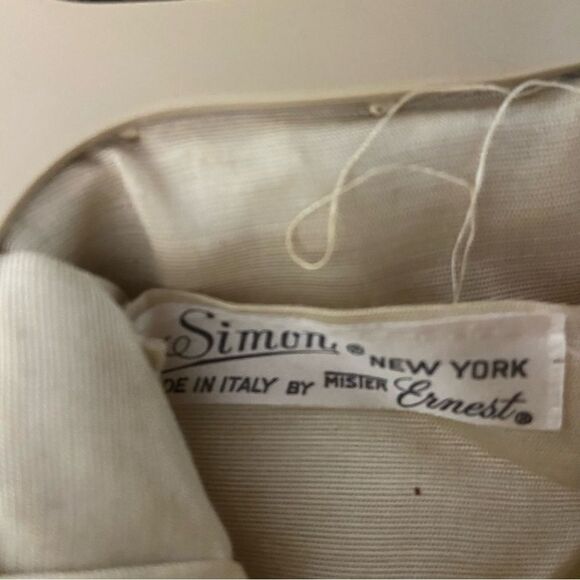 Simon ® NEW YORK
DE IN ITALY BY MISTER Ernest ®